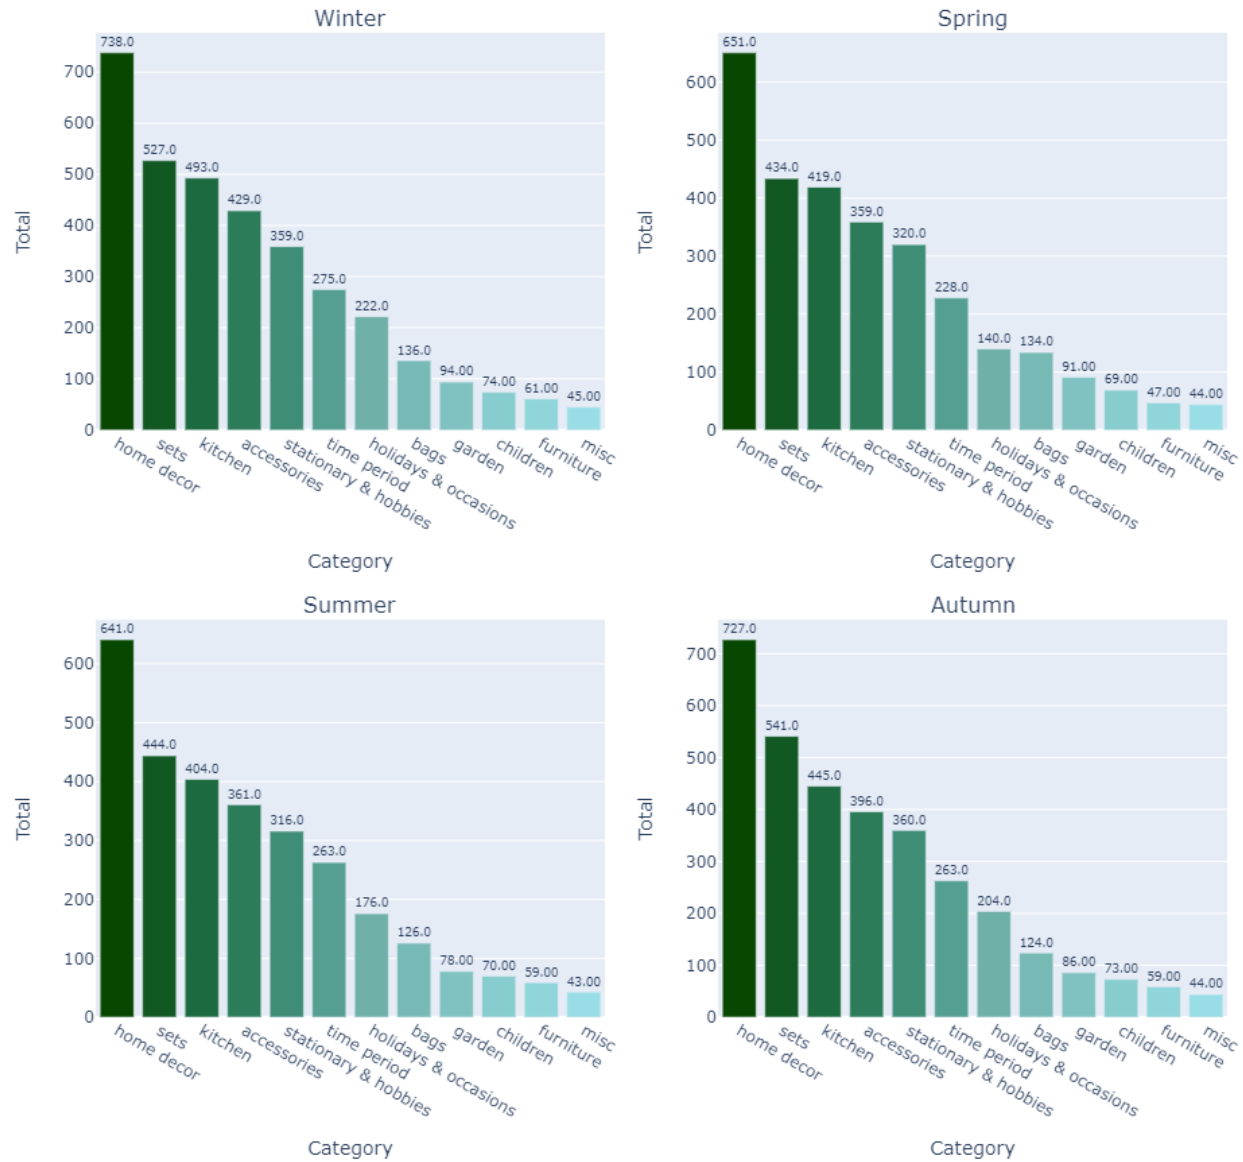 Winter
738.0
527.0
493.0
429.0
359.0
275.0
222.0
136.0
94.00
74.00
61.00
45.00
700
600
500
400
300
200
100
0
Total
home decor
sets
kitchen
accessories
stationary & hobbies
time period
holidays & occasions
bags
garden
children
furniture
misc
Category
Spring
651.0
434.0
419.0
359.0
320.0
228.0
140.0
134.0
91.00
69.00
47.00
44.00
600
500
400
300
200
100
0
Total
home decor
sets
kitchen
accessories
stationary & hobbies
time period
holidays & occasions
bags
garden
children
furniture
misc
Category
Summer
641.0
444.0
404.0
361.0
316.0
263.0
176.0
126.0
78.00
70.00
59.00
43.00
600
500
400
300
200
100
0
Total
home decor
sets
kitchen
accessories
stationary & hobbies
time period
holidays & occasions
bags
garden
children
furniture
misc
Category
Autumn
727.0
541.0
445.0
396.0
360.0
263.0
204.0
124.0
86.00
73.00
59.00
44.00
700
600
500
400
300
200
100
0
Total
home decor
sets
kitchen
accessories
stationary & hobbies
time period
holidays & occasions
bags
garden
children
furniture
misc
Category